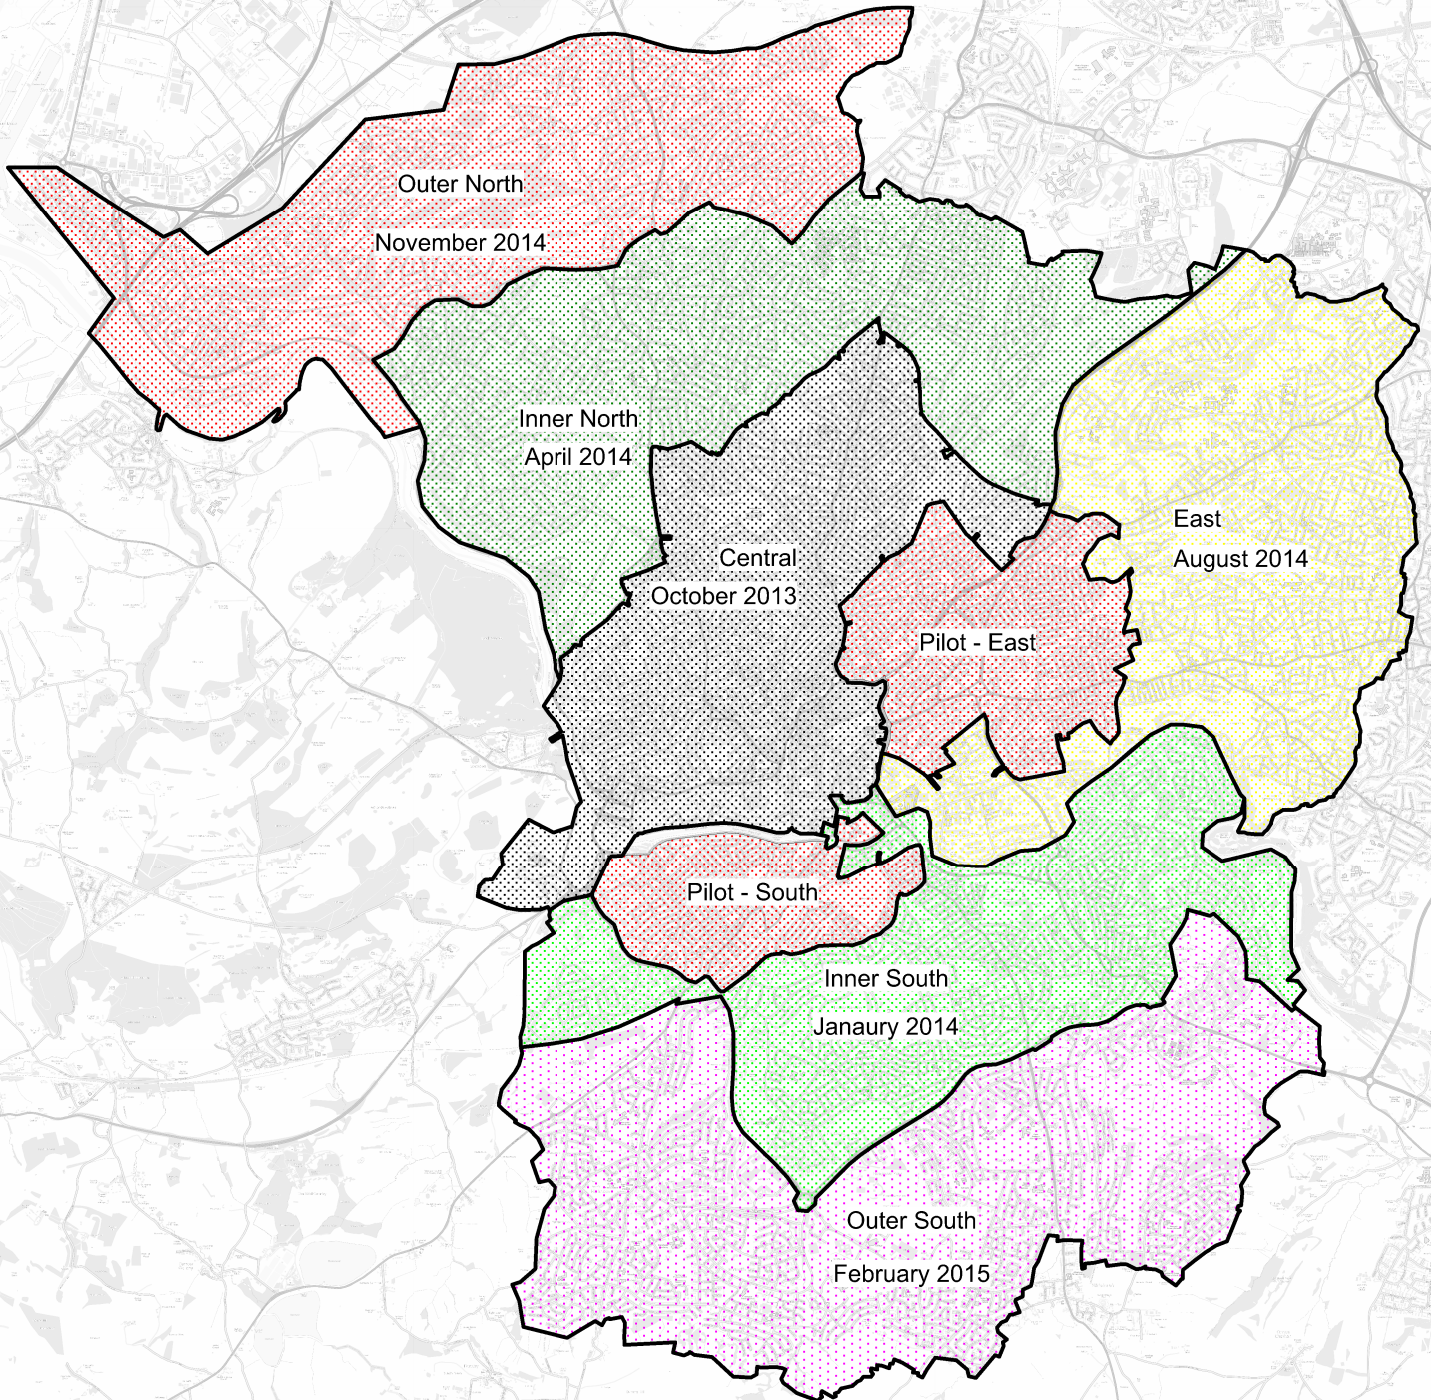 Outer North
November 2014
Inner North
April 2014
Central
October 2013
East
August 2014
Pilot - East
Pilot - South
Inner South
Janaury 2014
Outer South
February 2015